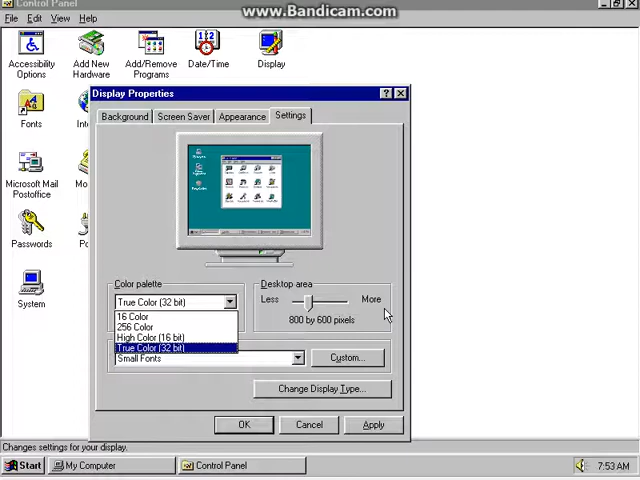 Control Panel
www.Bandicam.com
File Edit View Help
Accessibility Options
Add New Hardware
Add/Remove Programs
Date/Time
Display
Display Properties
Background Screen Saver Appearance Settings
Fonts
Microsoft Mail Postoffice
Passwords
System
Color palette
True Color (32 bit)
16 Color
256 Color
High Color (16 bit)
True Color (32 bit)
Small Fonts
Desktop area
Less More
800 by 600 pixels
Custom...
Change Display Type...
OK Cancel Apply
Changes settings for your display.
Start My Computer Control Panel 7:53 AM